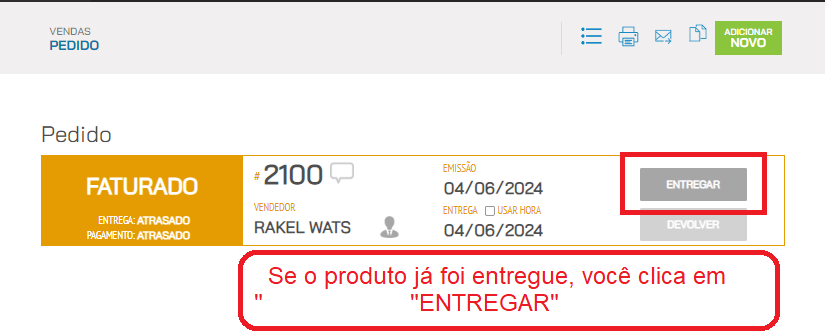 VENDAS
PEDIDO
ADICIONAR
NOVO
Pedido
FATURADO
ENTREGA: ATRASADO
PAGAMENTO: ATRASADO
# 2100
VENDEDOR
RAKEL WATS
EMISSÃO
04/06/2024
ENTREGA USAR HORA
04/06/2024
ENTREGAR
DEVOLVER
Se o produto já foi entregue, você clica em
" "ENTREGAR"